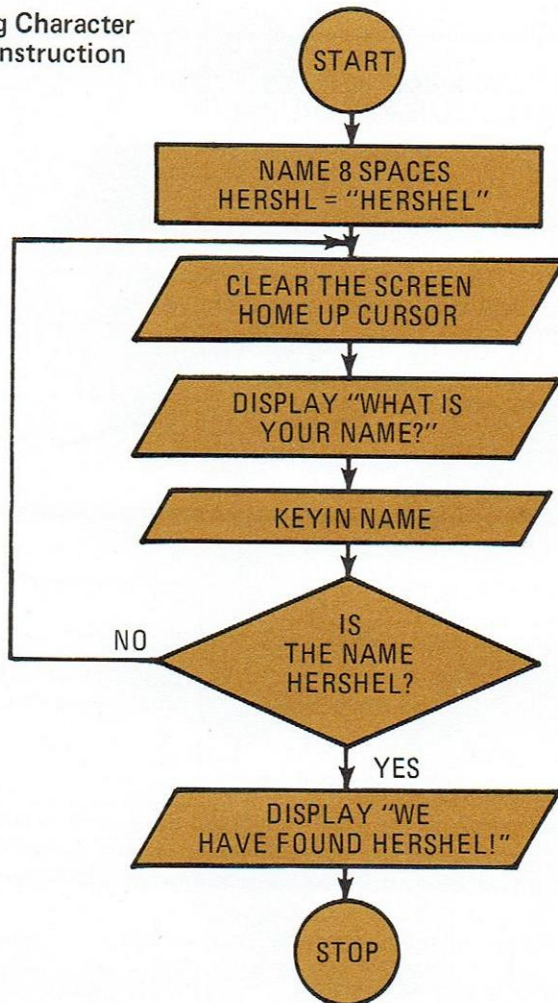 g Character
nstruction
START
NAME 8 SPACES
HERSHL = "HERSHEL"
CLEAR THE SCREEN
HOME UP CURSOR
DISPLAY "WHAT IS
YOUR NAME?"
KEYIN NAME
IS
THE NAME
HERSHEL?
NO
YES
DISPLAY "WE
HAVE FOUND HERSHEL!"
STOP